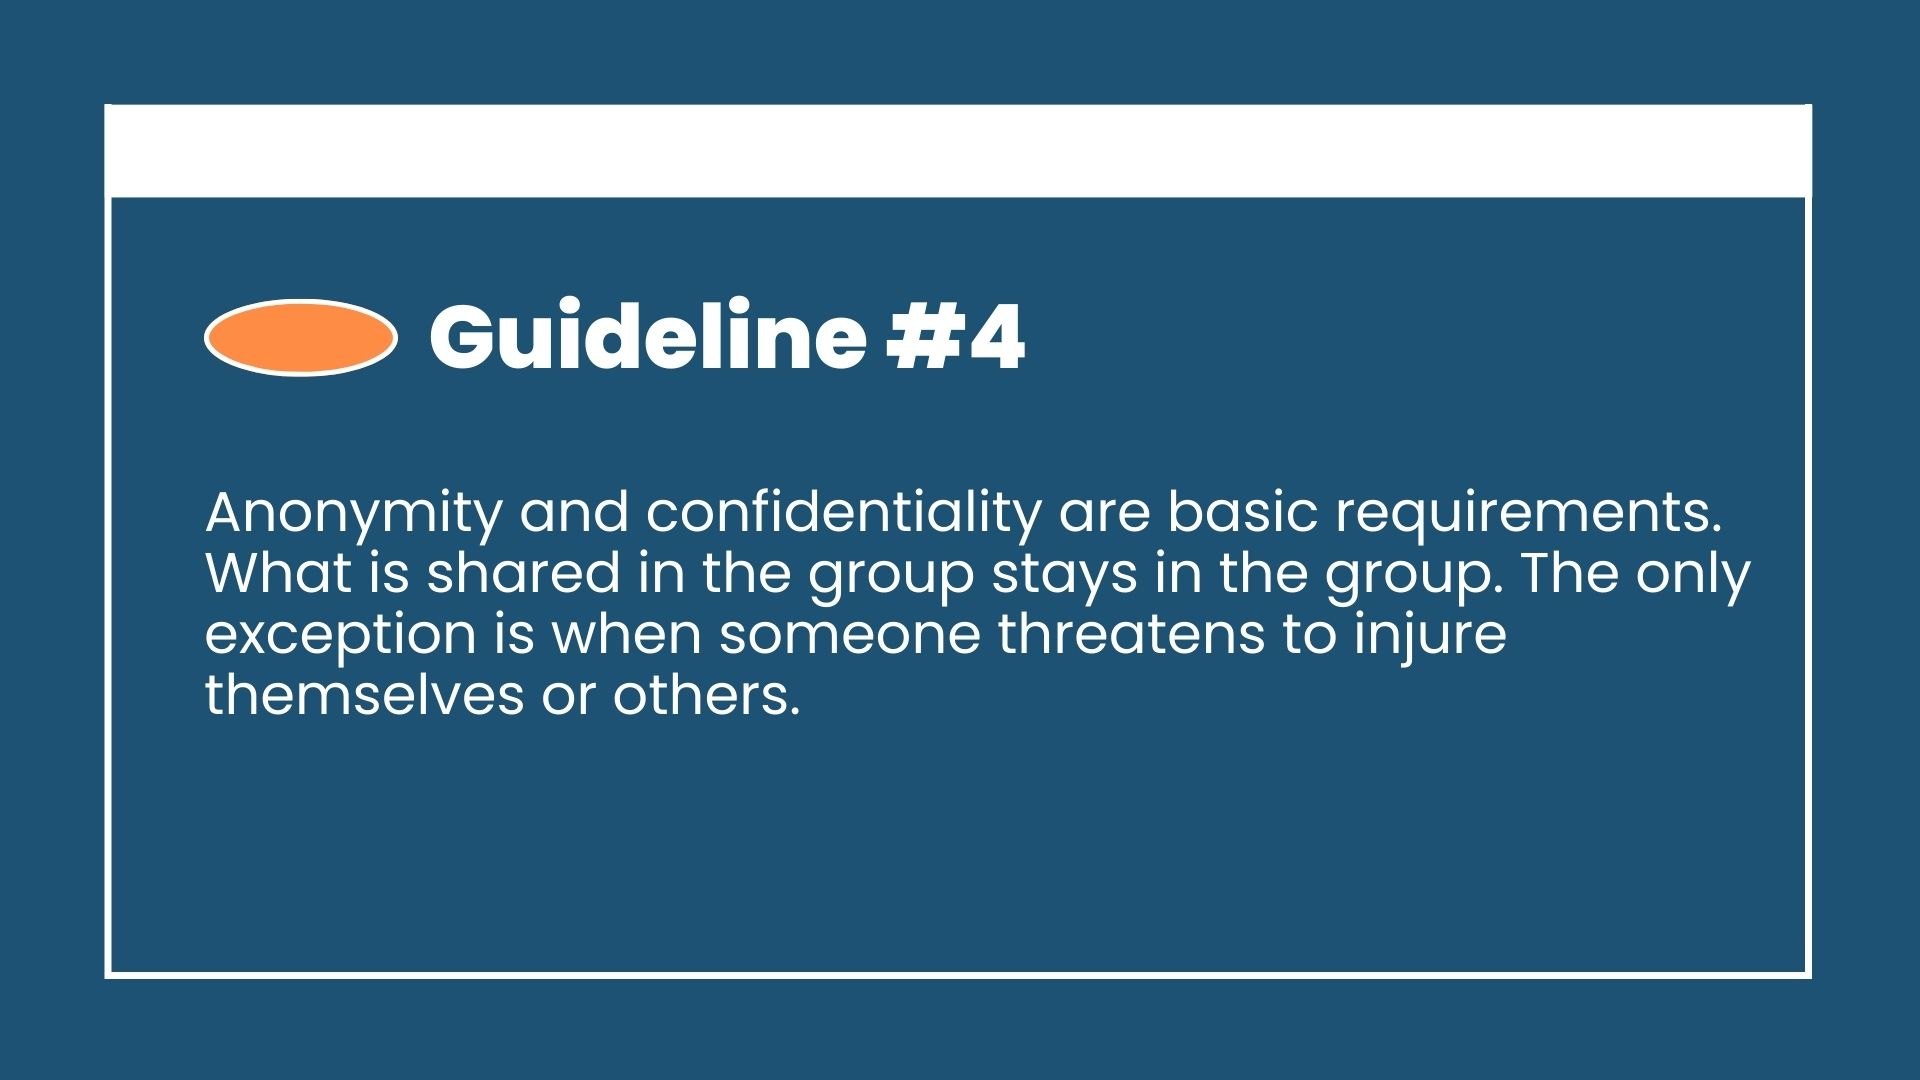 Guideline #4
Anonymity and confidentiality are basic requirements.
What is shared in the group stays in the group. The only
exception is when someone threatens to injure
themselves or others.